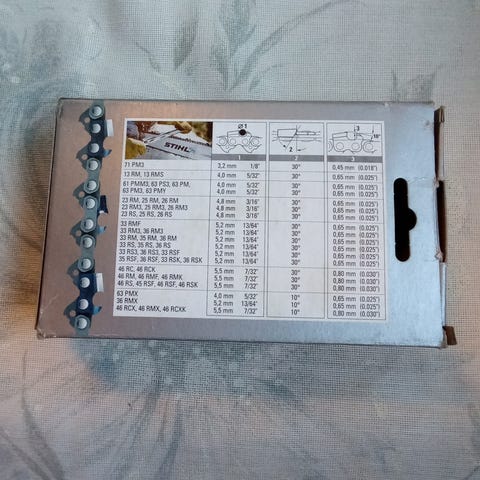 STIHL
1
2
3
10°
1 2 3
71 PM3 3,2 mm 1/8" 30° 0,45 mm (0.018")
13 RM, 13 RMS 4,0 mm 5/32" 30° 0,65 mm (0.025")
61 PMM3, 63 PS3, 63 PM, 4,0 mm 5/32" 30° 0,65 mm (0.025")
63 PM3, 63 PMY 4,0 mm 5/32" 30° 0,65 mm (0.025")
23 RM, 25 RM, 26 RM 4,8 mm 3/16" 30° 0,65 mm (0.025")
23 RM3, 25 RM3, 26 RM3 4,8 mm 3/16" 30° 0,65 mm (0.025")
23 RS, 25 RS, 26 RS 4,8 mm 3/16" 30° 0,65 mm (0.025")
33 RMF 5,2 mm 13/64" 30° 0,65 mm (0.025")
33 RM3, 36 RM3 5,2 mm 13/64" 30° 0,65 mm (0.025")
33 RM, 35 RM, 36 RM 5,2 mm 13/64" 30° 0,65 mm (0.025")
33 RS, 35 RS, 36 RS 5,2 mm 13/64" 30° 0,65 mm (0.025")
33 RS3, 36 RS3, 33 RSF 5,2 mm 13/64" 30° 0,65 mm (0.025")
35 RSF, 36 RSF, 33 RSK, 36 RSK 5,2 mm 13/64" 30° 0,65 mm (0.025")
46 RC, 46 RCK 5,5 mm 7/32" 30° 0,80 mm (0.030")
46 RM, 46 RMF, 46 RMK 5,5 mm 7/32" 30° 0,65 mm (0.025")
46 RS, 45 RSF, 46 RSF, 46 RSK 5,5 mm 7/32" 30° 0,80 mm (0.030")
63 PMX 4,0 mm 5/32" 10° 0,65 mm (0.025")
36 RMX 5,2 mm 13/64" 10° 0,65 mm (0.025")
46 RCX, 46 RMX, 46 RCXK 5,5 mm 7/32" 10° 0,80 mm (0.030")